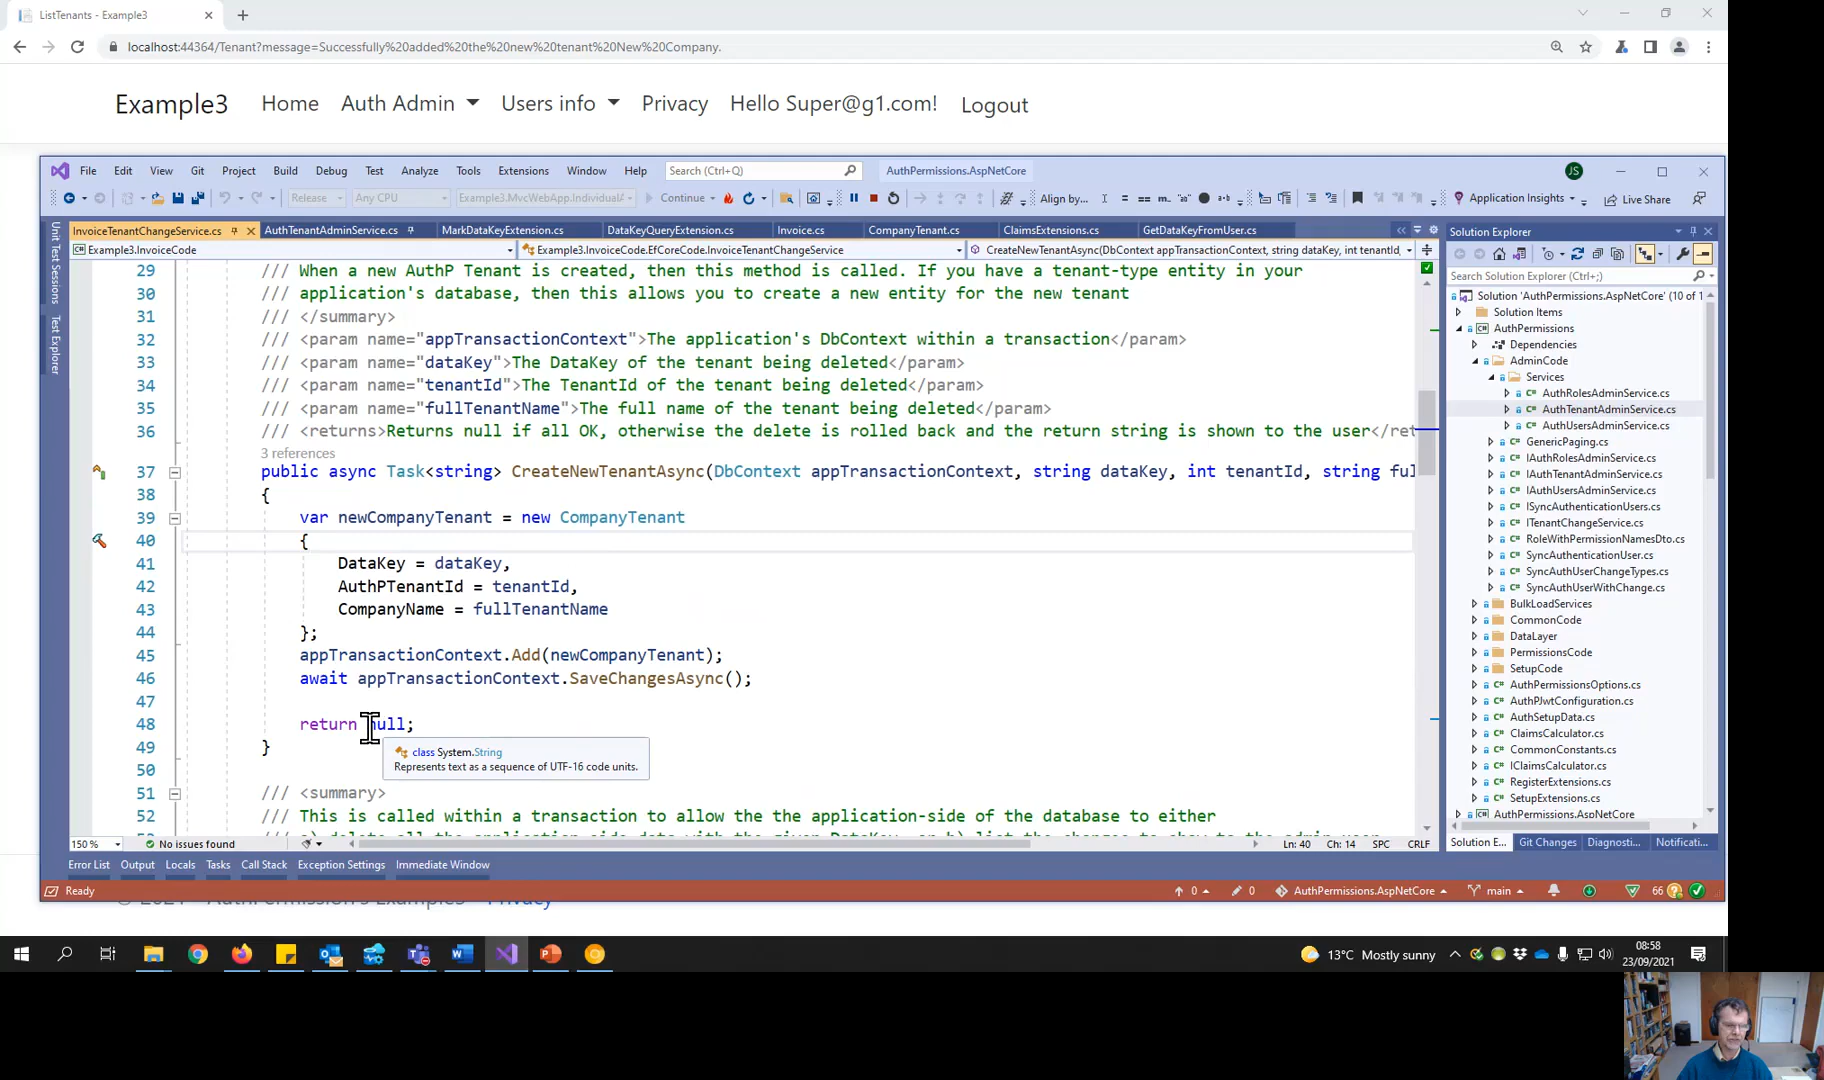 ListTenants - Example3
localhost:44364/Tenant?message=Successfully%20added%20the%20new%20tenant%20New%20Company.
Example3 Home Auth Admin Users info Privacy Hello Super@g1.com! Logout
File Edit View Git Project Build Debug Test Analyze Tools Extensions Window Help Search (Ctrl+Q) AuthPermissions.AspNetCore JS
Release Any CPU Example3.MvcWebApp.Individual Continue Align by... Application Insights Live Share
InvoiceTenantChangeService.cs AuthTenantAdminService.cs MarkDataKeyExtension.cs DataKeyQueryExtension.cs Invoice.cs CompanyTenant.cs ClaimsExtensions.cs GetDataKeyFromUser.cs
Example3.InvoiceCode Example3.InvoiceCode.EfCoreCode.InvoiceTenantChangeService CreateNewTenantAsync(DbContext appTransactionContext, string dataKey, int tenantId,
Unit Test Sessions
Test Explorer
29 /// When a new AuthP Tenant is created, then this method is called. If you have a tenant-type entity in your
30 /// application's database, then this allows you to create a new entity for the new tenant
31 /// </summary>
32 /// <param name="appTransactionContext">The application's DbContext within a transaction</param>
33 /// <param name="dataKey">The DataKey of the tenant being deleted</param>
34 /// <param name="tenantId">The TenantId of the tenant being deleted</param>
35 /// <param name="fullTenantName">The full name of the tenant being deleted</param>
36 /// <returns>Returns null if all OK, otherwise the delete is rolled back and the return string is shown to the user</ret
3 references
37 public async Task<string> CreateNewTenantAsync(DbContext appTransactionContext, string dataKey, int tenantId, string ful
38 {
39 var newCompanyTenant = new CompanyTenant
40 {
41 DataKey = dataKey,
42 AuthPTenantId = tenantId,
43 CompanyName = fullTenantName
44 };
45 appTransactionContext.Add(newCompanyTenant);
46 await appTransactionContext.SaveChangesAsync();
47
48 return null;
49 }
class System.String
Represents text as a sequence of UTF-16 code units.
50
51 /// <summary>
52 /// This is called within a transaction to allow the the application-side of the database to either
150 % No issues found Ln: 40 Ch: 14 SPC CRLF
Error List Output Locals Tasks Call Stack Exception Settings Immediate Window
Ready 0 0 AuthPermissions.AspNetCore main 66
Solution Explorer
Search Solution Explorer (Ctrl+;)
Solution 'AuthPermissions.AspNetCore' (10 of 1
Solution Items
AuthPermissions
Dependencies
AdminCode
Services
AuthRolesAdminService.cs
AuthTenantAdminService.cs
AuthUsersAdminService.cs
GenericPaging.cs
IAuthRolesAdminService.cs
IAuthTenantAdminService.cs
IAuthUsersAdminService.cs
ISyncAuthenticationUsers.cs
ITenantChangeService.cs
RoleWithPermissionNamesDto.cs
SyncAuthenticationUser.cs
SyncAuthUserChangeTypes.cs
SyncAuthUserWithChange.cs
BulkLoadServices
CommonCode
DataLayer
PermissionsCode
SetupCode
AuthPermissionsOptions.cs
AuthPJwtConfiguration.cs
AuthSetupData.cs
ClaimsCalculator.cs
CommonConstants.cs
IClaimsCalculator.cs
RegisterExtensions.cs
SetupExtensions.cs
AuthPermissions.AspNetCore
Solution E... Git Changes Diagnosti... Notificati...
13°C Mostly sunny
08:58
23/09/2021